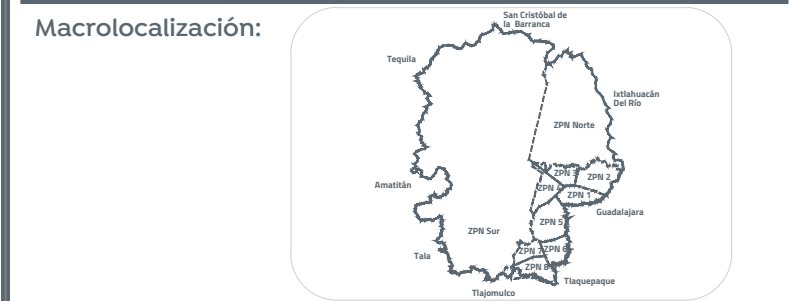 Macrolocalización:
San Cristóbal de
la Barranca
Tequila
Ixtlahuacán
Del Río
ZPN Norte
ZPN 3
ZPN 2
Amatitán
ZPN 4
ZPN 1
Guadalajara
ZPN 5
ZPN Sur
ZPN 7
ZPN 6
Tala
ZPN 8
Tlaquepaque
Tlajomulco